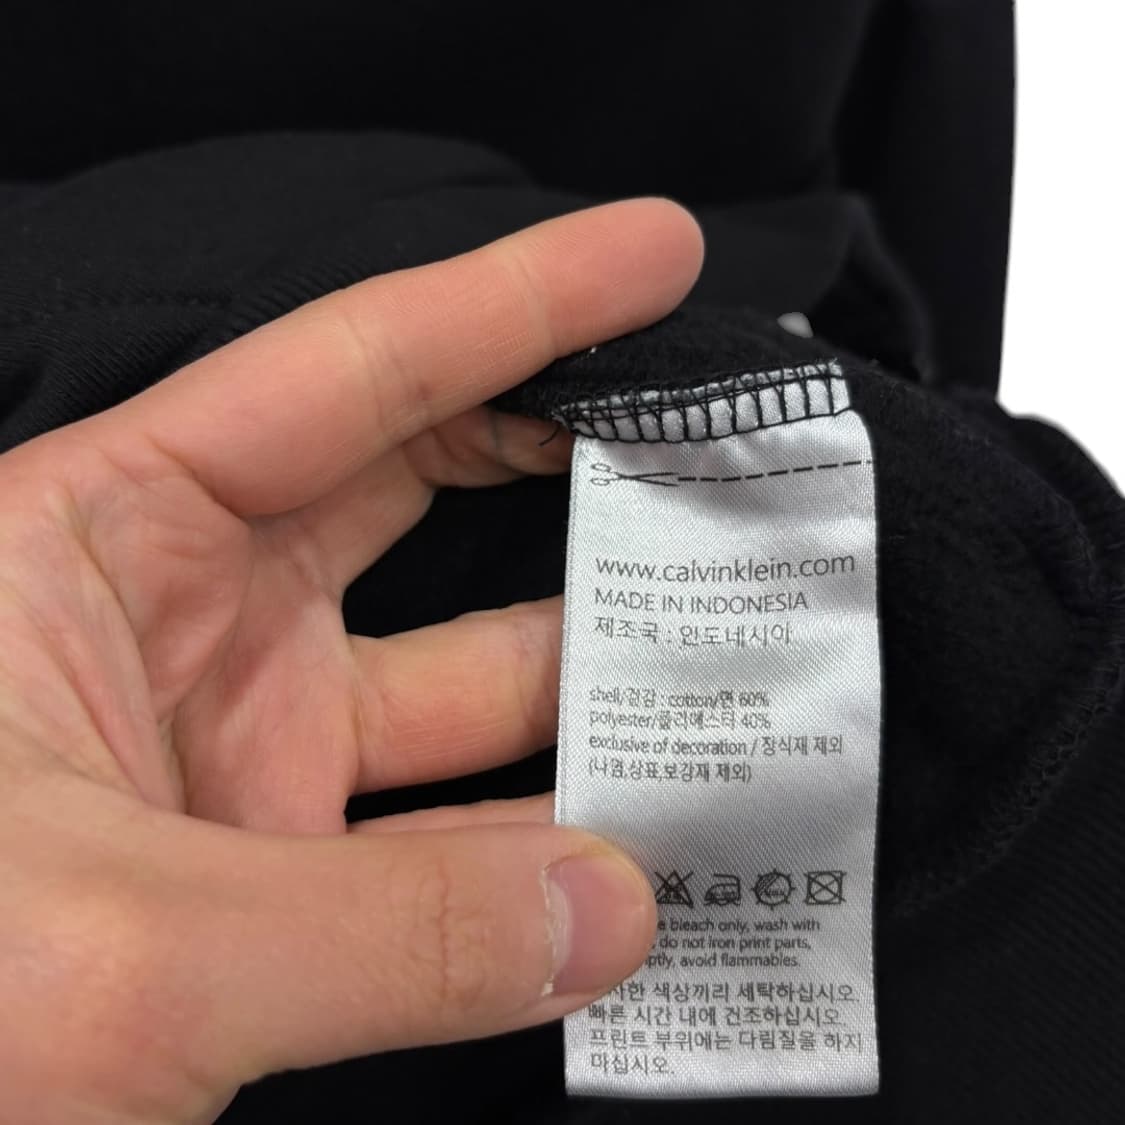 www.calvinklein.com
MADE IN INDONESIA
제조국 : 인도네시아
shell/겉감 : cotton/면 60%
polyester/폴리에스터 40%
exclusive of decoration / 장식재 제외
(나염,상표,보강재 제외)
bleach only, wash with
do not iron print parts,
avoid flammables.
색상끼리 세탁하십시오.
빠른 시간 내에 건조하십시오.
프린트 부위에는 다림질을 하지
마십시오.